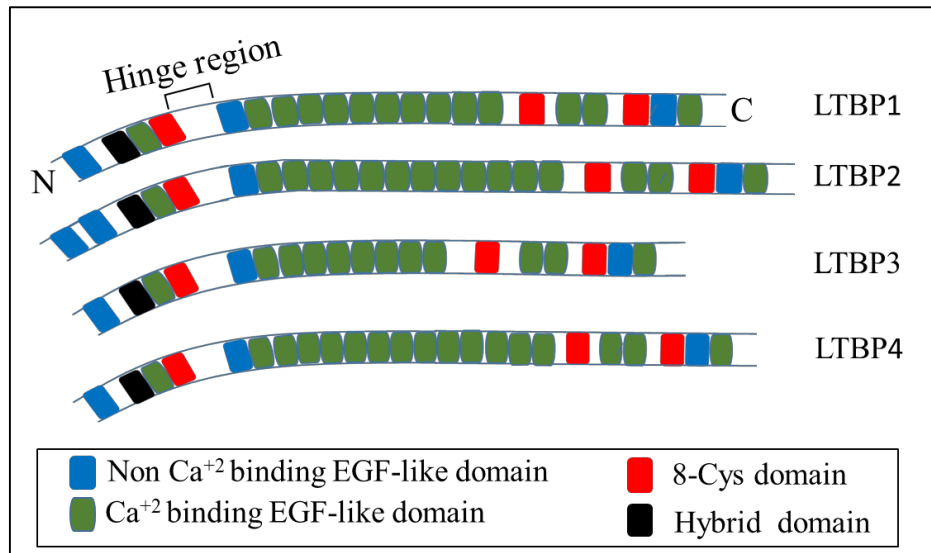 Hinge region
N
C
LTBP1
LTBP2
LTBP3
LTBP4
Non Ca⁺² binding EGF-like domain
Ca⁺² binding EGF-like domain
8-Cys domain
Hybrid domain